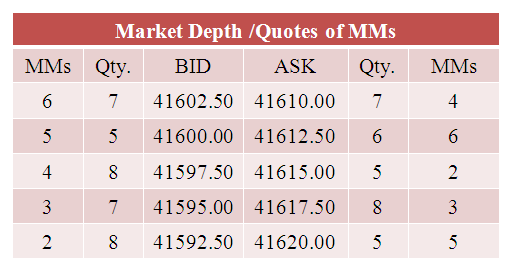 Market Depth /Quotes of MMs
MMs Qty. BID ASK Qty. MMs
6 7 41602.50 41610.00 7 4
5 5 41600.00 41612.50 6 6
4 8 41597.50 41615.00 5 2
3 7 41595.00 41617.50 8 3
2 8 41592.50 41620.00 5 5